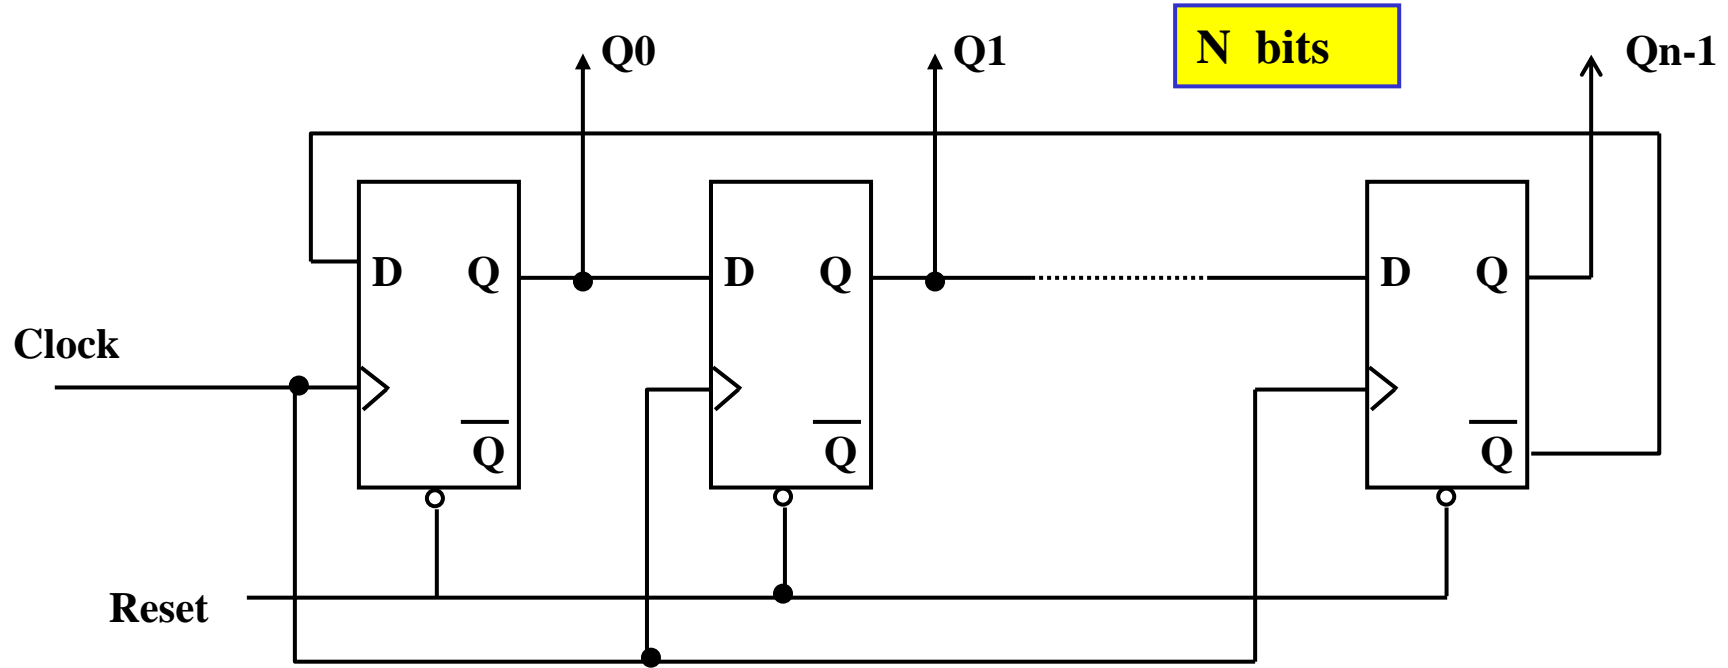 Q0
Q1
N bits
Qn-1
D Q
D Q
D Q
Clock
Q
Q
Q
Reset